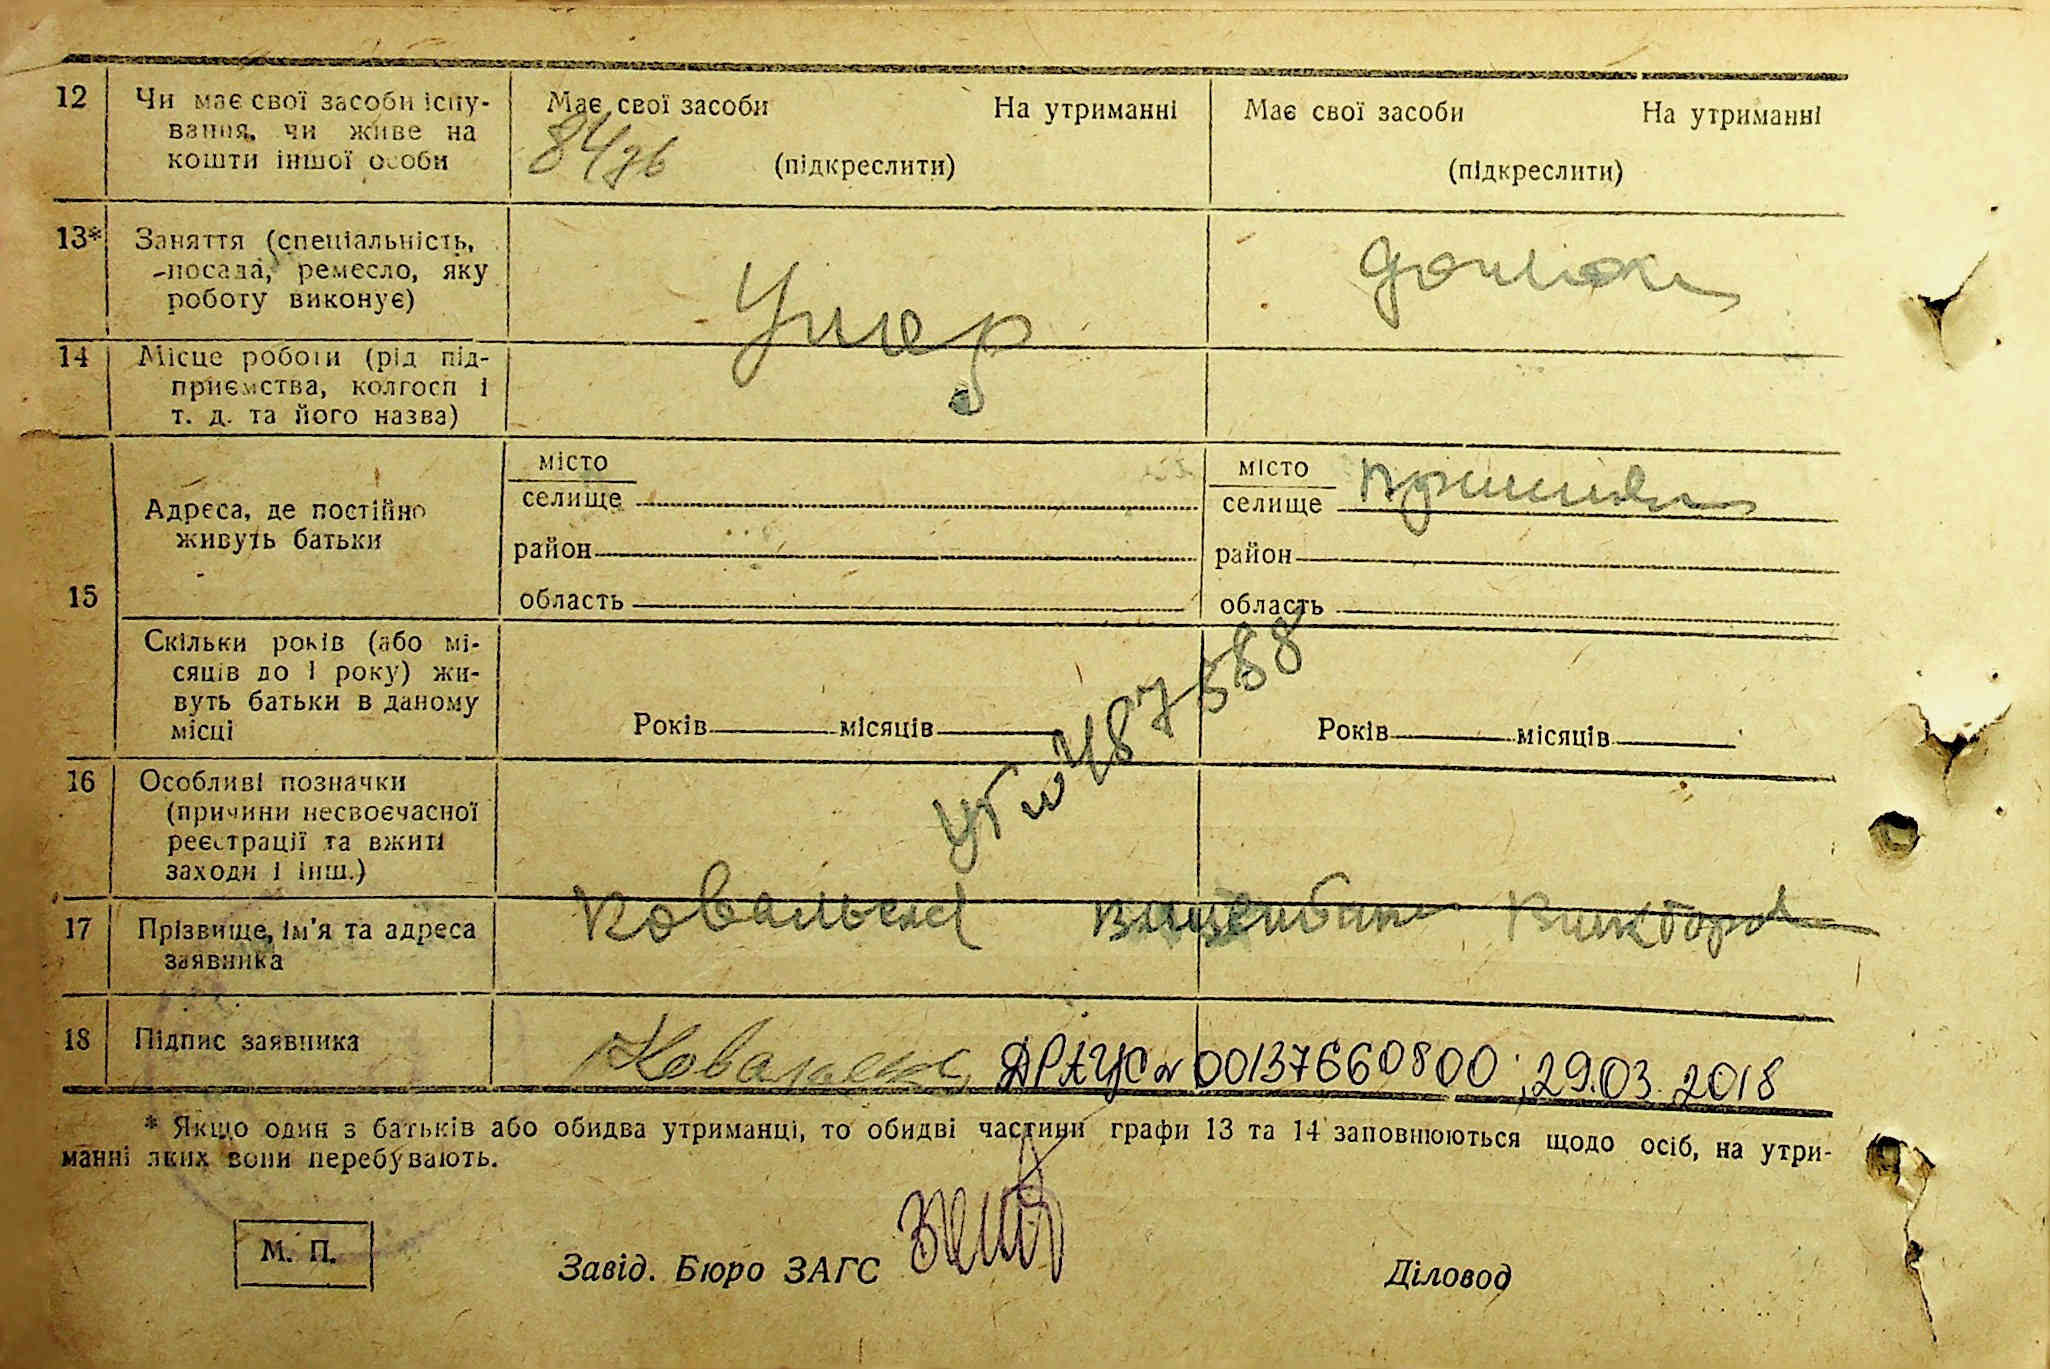 12 Чи має свої засоби існу-
вання, чи живе на
кошти іншої особи
Має свої засоби На утриманні
(підкреслити)
Має свої засоби На утриманні
(підкреслити)
13* Заняття (спеціальність,
посада, ремесло, яку
роботу виконує)
Умер
14 Місце роботи (рід під-
приємства, колгосп і
т. д. та його назва)
15 Адреса, де постійно
живуть батьки
місто
селище
район
область
місто
селище
район
область
Скільки років (або мі-
сяців до 1 року) жи-
вуть батьки в даному
місці
Років місяців
Років місяців
16 Особливі позначки
(причини несвоєчасної
реєстрації та вжиті
заходи і інш.)
17 Прізвище, ім'я та адреса
заявника
18 Підпис заявника
ДРАЦС 00137660800; 29.03.2018
* Якщо один з батьків або обидва утриманці, то обидві частини графи 13 та 14 заповнюються щодо осіб, на утри-
манні яких вони перебувають.
М. П.
Завід. Бюро ЗАГС
Діловод